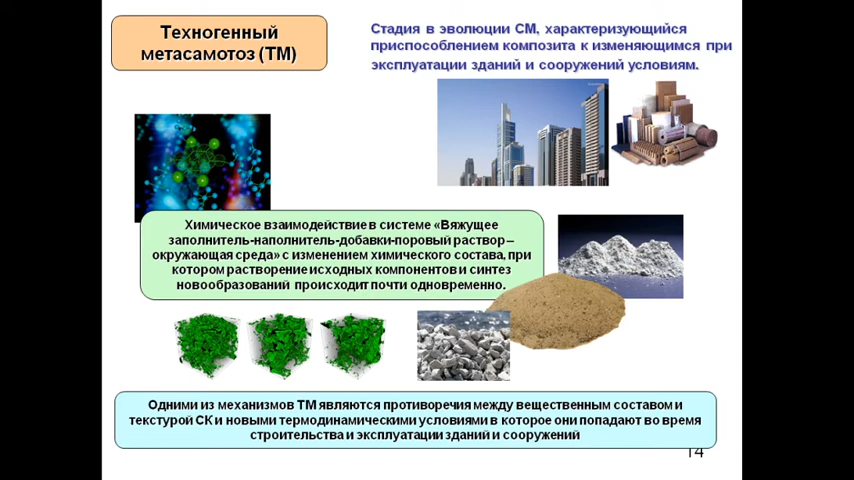 Техногенный
метасамотоз (ТМ)
Стадия в эволюции СМ, характеризующийся
приспособлением композита к изменяющимся при
эксплуатации зданий и сооружений условиям.
Химическое взаимодействие в системе «Вяжущее
заполнитель-наполнитель-добавки-поровый раствор–
окружающая среда» с изменением химического состава, при
котором растворение исходных компонентов и синтез
новообразований происходит почти одновременно.
Одними из механизмов ТМ являются противоречия между вещественным составом и
текстурой СК и новыми термодинамическими условиями в которое они попадают во время
строительства и эксплуатации зданий и сооружений
14